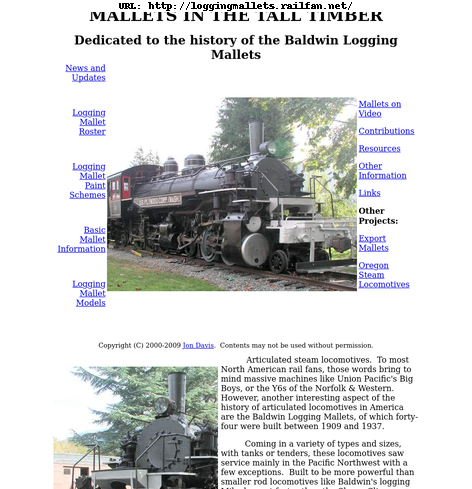 URL: http://loggingmallets.railfan.net/
MALLETS IN THE TALL TIMBER
Dedicated to the history of the Baldwin Logging
Mallets
News and
Updates
Logging
Mallet
Roster
Logging
Mallet
Paint
Schemes
Basic
Mallet
Information
Logging
Mallet
Models
Mallets on
Video
Contributions
Resources
Other
Information
Links
Other
Projects:
Export
Mallets
Oregon
Steam
Locomotives
Copyright (C) 2000-2009 Jon Davis.  Contents may not be used without permission.
Articulated steam locomotives.  To most
North American rail fans, those words bring to
mind massive machines like Union Pacific's Big
Boys, or the Y6s of the Norfolk & Western.
However, another interesting aspect of the
history of articulated locomotives in America
are the Baldwin Logging Mallets, of which forty-
four were built between 1909 and 1937.
Coming in a variety of types and sizes,
with tanks or tenders, these locomotives saw
service mainly in the Pacific Northwest with a
few exceptions.  Built to be more powerful than
smaller rod locomotives like Baldwin's logging